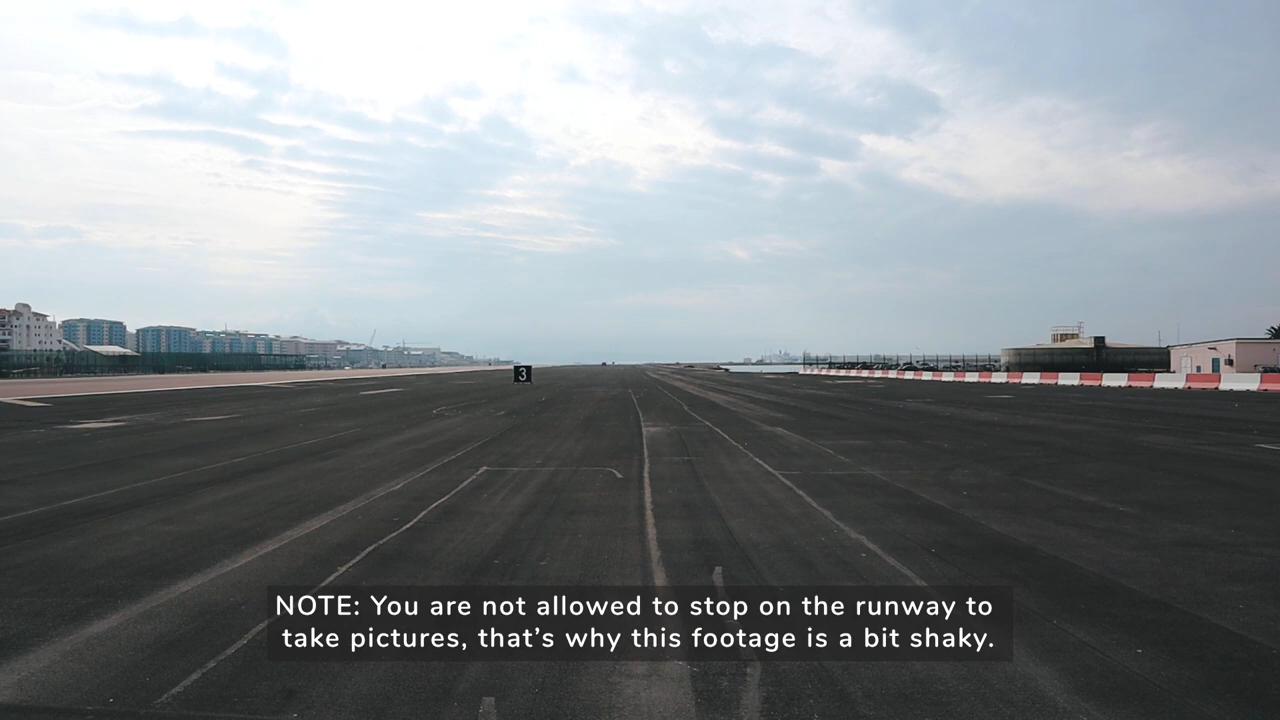 3
NOTE: You are not allowed to stop on the runway to
take pictures, that’s why this footage is a bit shaky.